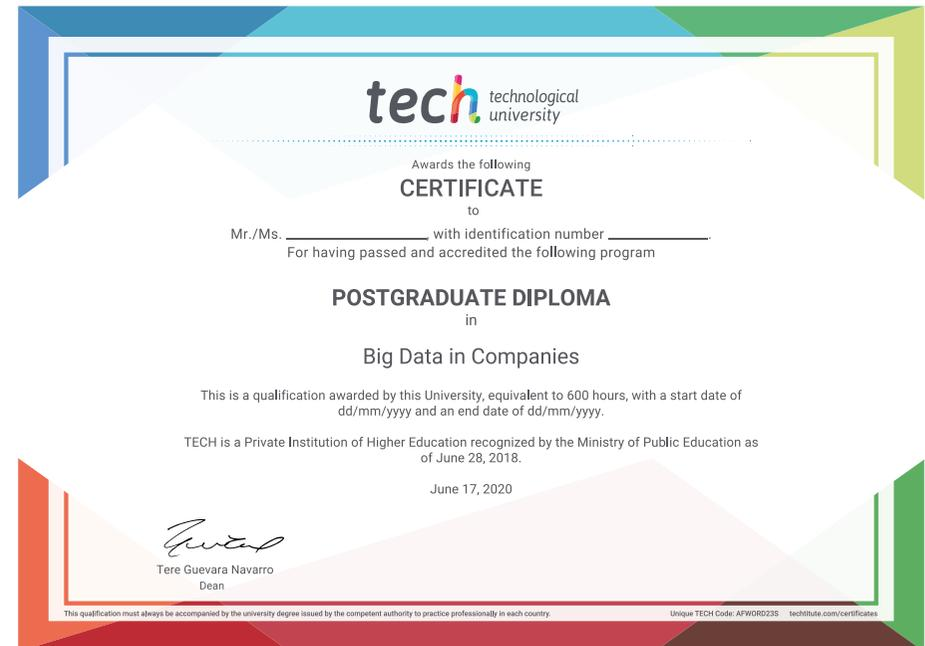 tech technological
university
Awards the following
CERTIFICATE
to
Mr./Ms. _________________, with identification number ____________.
For having passed and accredited the following program
POSTGRADUATE DIPLOMA
in
Big Data in Companies
This is a qualification awarded by this University, equivalent to 600 hours, with a start date of
dd/mm/yyyy and an end date of dd/mm/yyyy.
TECH is a Private Institution of Higher Education recognized by the Ministry of Public Education as
of June 28, 2018.
June 17, 2020
Tere Guevara Navarro
Dean
This qualification must always be accompanied by the university degree issued by the competent authority to practice professionally in each country.
Unique TECH Code: AFWORD23S techtitute.com/certificates